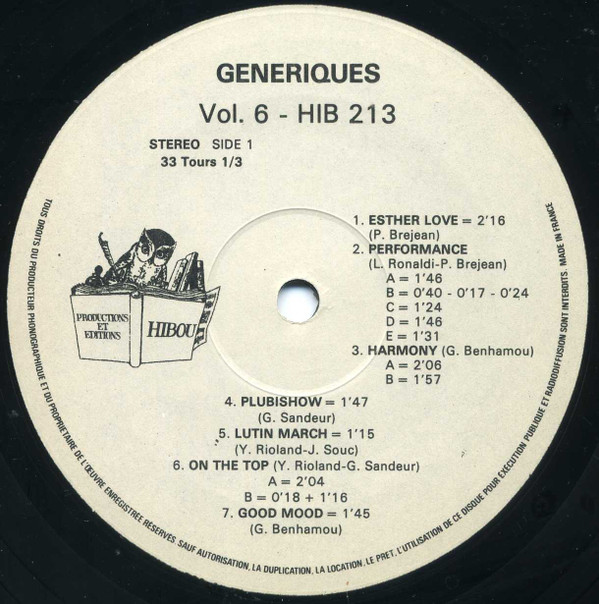 GENERIQUES
Vol. 6 - HIB 213
STEREO SIDE 1
33 Tours 1/3
PRODUCTIONS
ET
EDITIONS
HIBOU
1. ESTHER LOVE = 2'16
(P. Brejean)
2. PERFORMANCE
(L. Ronaldi-P. Brejean)
A = 1'46
B = 0'40 - 0'17 - 0'24
C = 1'24
D = 1'46
E = 1'31
3. HARMONY (G. Benhamou)
A = 2'06
B = 1'57
4. PLUBISHOW = 1'47
(G. Sandeur)
5. LUTIN MARCH = 1'15
(Y. Rioland-J. Souc)
6. ON THE TOP (Y. Rioland-G. Sandeur)
A = 2'04
B = 0'18 + 1'16
7. GOOD MOOD = 1'45
(G. Benhamou)
TOUS DROITS DU PRODUCTEUR PHONOGRAPHIQUE ET DU PROPRIETAIRE DE L'ŒUVRE ENREGISTREE RESERVES. SAUF AUTORISATION, LA DUPLICATION, LA LOCATION, LE PRET, L'UTILISATION DE CE DISQUE POUR EXECUTION PUBLIQUE ET RADIODIFFUSION SONT INTERDITS. MADE IN FRANCE